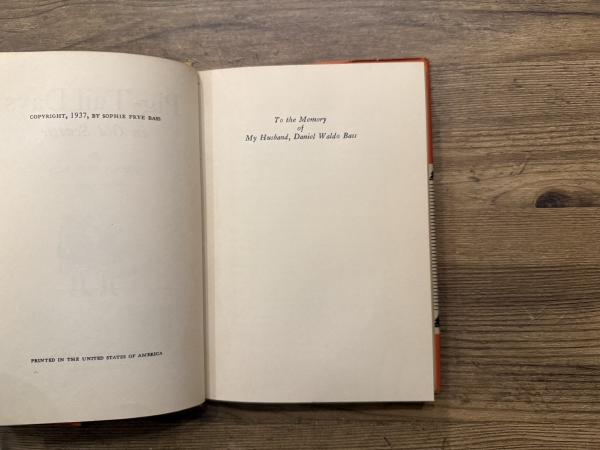 COPYRIGHT, 1937, BY SOPHIE FRYE BASS
PRINTED IN THE UNITED STATES OF AMERICA
To the Memory
of
My Husband, Daniel Waldo Bass